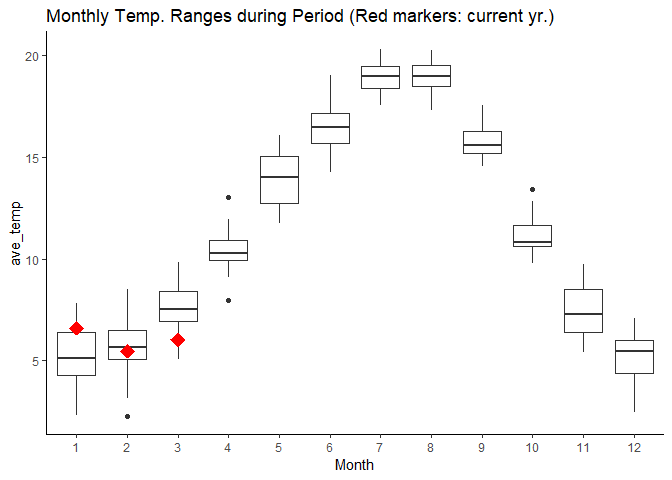 Monthly Temp. Ranges during Period (Red markers: current yr.)
20
15
10
5
ave_temp
1 2 3 4 5 6 7 8 9 10 11 12
Month